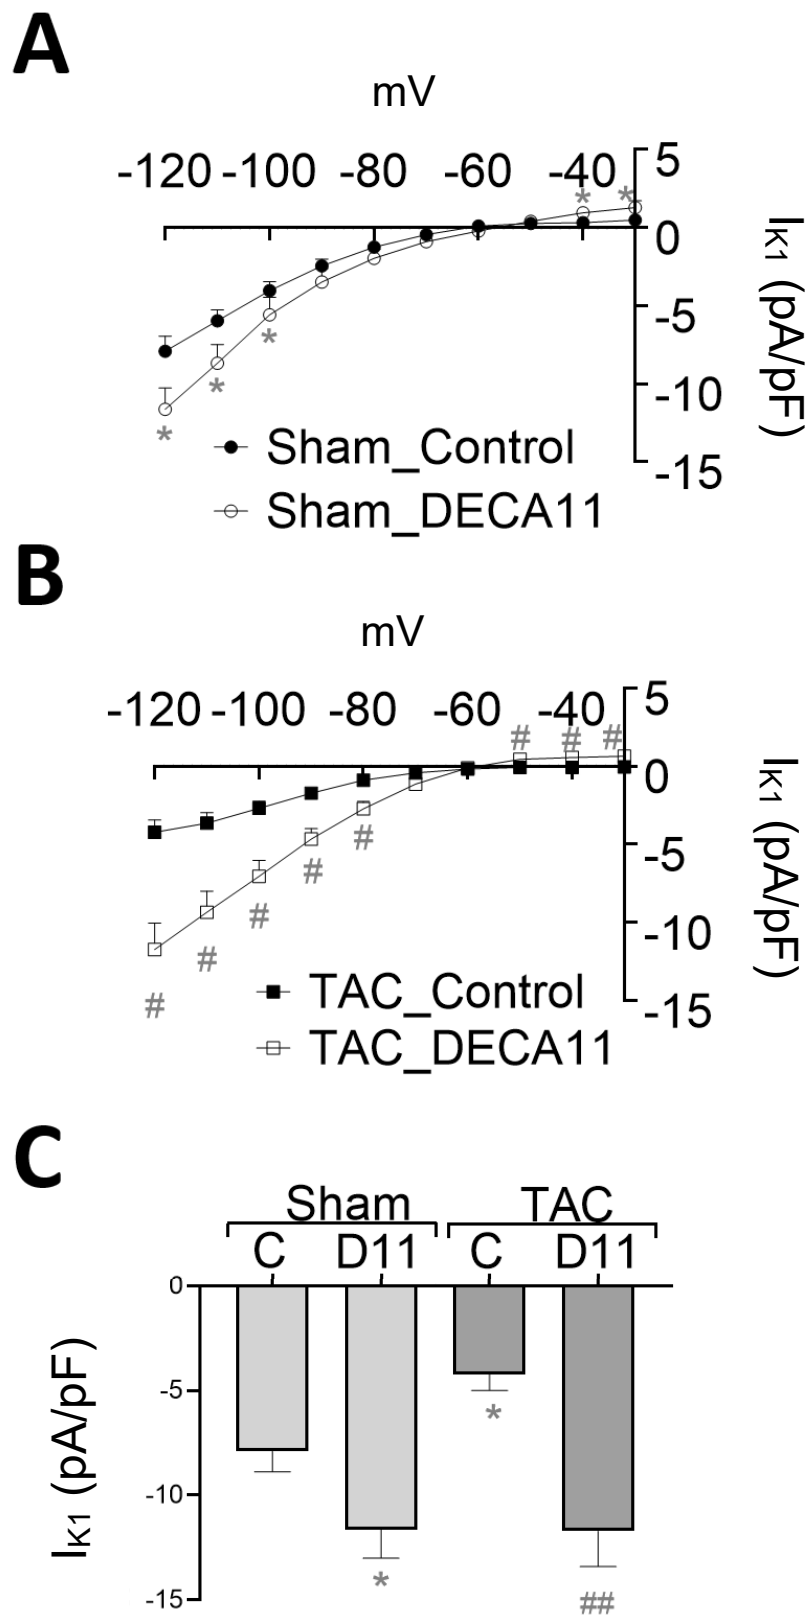 A
mV
-120 -100 -80 -60 -40
5
* *
0
-5
*
*
-10
*
-15
IK1 (pA/pF)
Sham_Control
Sham_DECA11
B
mV
-120 -100 -80 -60 -40
5
# # #
0
#
-5
#
#
-10
#
#
-15
IK1 (pA/pF)
TAC_Control
TAC_DECA11
C
Sham TAC
C D11 C D11
0
-5
*
-10
-15
* ##
IK1 (pA/pF)